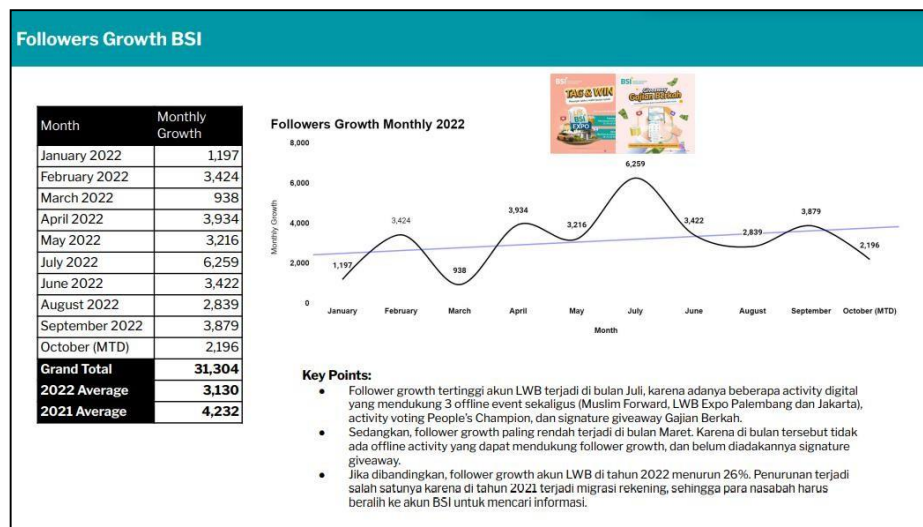 Followers Growth BSI
Month Monthly Growth
January 2022 1,197
February 2022 3,424
March 2022 938
April 2022 3,934
May 2022 3,216
July 2022 6,259
June 2022 3,422
August 2022 2,839
September 2022 3,879
October (MTD) 2,196
Grand Total 31,304
2022 Average 3,130
2021 Average 4,232
BSI
TAG & WIN
BSI
EXPO
BSI
Giveaway
Gajian Berkah
Followers Growth Monthly 2022
8,000
6,000
4,000
2,000
0
Monthly Growth
1,197
3,424
938
3,934
3,216
6,259
3,422
2,839
3,879
2,196
January February March April May July June August September October (MTD)
Month
Key Points:
● Follower growth tertinggi akun LWB terjadi di bulan Juli, karena adanya beberapa activity digital
yang mendukung 3 offline event sekaligus (Muslim Forward, LWB Expo Palembang dan Jakarta),
activity voting People's Champion, dan signature giveaway Gajian Berkah.
● Sedangkan, follower growth paling rendah terjadi di bulan Maret. Karena di bulan tersebut tidak
ada offline activity yang dapat mendukung follower growth, dan belum diadakannya signature
giveaway.
● Jika dibandingkan, follower growth akun LWB di tahun 2022 menurun 26%. Penurunan terjadi
salah satunya karena di tahun 2021 terjadi migrasi rekening, sehingga para nasabah harus
beralih ke akun BSI untuk mencari informasi.